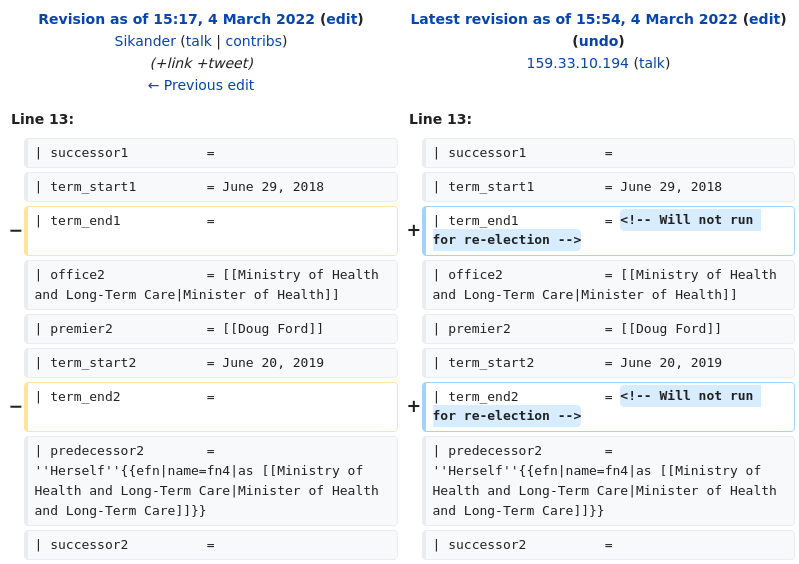 Revision as of 15:17, 4 March 2022 (edit)
Sikander (talk | contribs)
(+link +tweet)
← Previous edit
Latest revision as of 15:54, 4 March 2022 (edit)
(undo)
159.33.10.194 (talk)
Line 13:
Line 13:
| successor1 =
| successor1 =
| term_start1 = June 29, 2018
| term_start1 = June 29, 2018
− | term_end1 =
+ | term_end1 = <!-- Will not run
for re-election -->
| office2 = [[Ministry of Health
and Long-Term Care|Minister of Health]]
| office2 = [[Ministry of Health
and Long-Term Care|Minister of Health]]
| premier2 = [[Doug Ford]]
| premier2 = [[Doug Ford]]
| term_start2 = June 20, 2019
| term_start2 = June 20, 2019
− | term_end2 =
+ | term_end2 = <!-- Will not run
for re-election -->
| predecessor2 =
''Herself''{{efn|name=fn4|as [[Ministry of
Health and Long-Term Care|Minister of Health
and Long-Term Care]]}}
| predecessor2 =
''Herself''{{efn|name=fn4|as [[Ministry of
Health and Long-Term Care|Minister of Health
and Long-Term Care]]}}
| successor2 =
| successor2 =